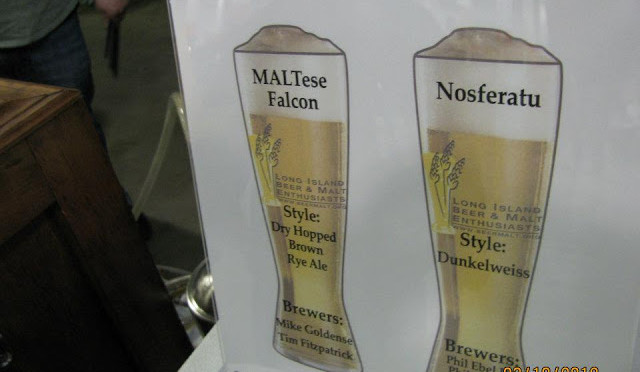 MALTese
Falcon
LONG ISLAND
BEER & MALT
ENTHUSIASTS
Style:
Dry Hopped
Brown
Rye Ale
Brewers:
Mike Goldense
Tim Fitzpatrick
Nosferatu
LONG ISLAND
BEER & MALT
ENTHUSIASTS
Style:
Dunkelweiss
Brewers:
Phil Ebel